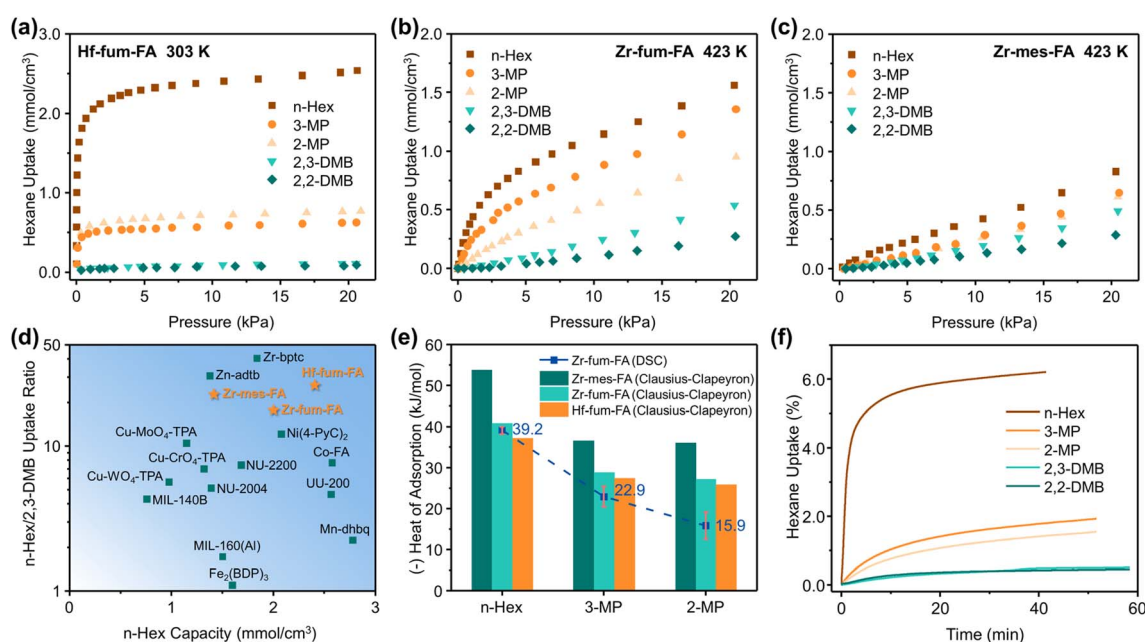 (a)
Hf-fum-FA 303 K
Hexane Uptake (mmol/cm³)
3.0
2.0
1.0
0.0
n-Hex
3-MP
2-MP
2,3-DMB
2,2-DMB
0 5 10 15 20
Pressure (kPa)
(b)
Zr-fum-FA 423 K
Hexane Uptake (mmol/cm³)
2.0
1.5
1.0
0.5
0.0
n-Hex
3-MP
2-MP
2,3-DMB
2,2-DMB
0 5 10 15 20
Pressure (kPa)
(c)
Zr-mes-FA 423 K
Hexane Uptake (mmol/cm³)
2.0
1.5
1.0
0.5
0.0
n-Hex
3-MP
2-MP
2,3-DMB
2,2-DMB
0 5 10 15 20
Pressure (kPa)
(d)
n-Hex/2,3-DMB Uptake Ratio
50
10
1
Zr-bptc
Zn-adtb
Hf-fum-FA
Zr-mes-FA
Zr-fum-FA
Cu-MoO₄-TPA
Ni(4-PyC)₂
Cu-CrO₄-TPA
NU-2200
Co-FA
Cu-WO₄-TPA
NU-2004
UU-200
MIL-140B
Mn-dhbq
MIL-160(Al)
Fe₂(BDP)₃
0 1 2 3
n-Hex Capacity (mmol/cm³)
(e)
(-) Heat of Adsorption (kJ/mol)
60
50
40
30
20
10
0
Zr-fum-FA (DSC)
Zr-mes-FA (Clausius-Clapeyron)
Zr-fum-FA (Clausius-Clapeyron)
Hf-fum-FA (Clausius-Clapeyron)
39.2
22.9
15.9
n-Hex 3-MP 2-MP
(f)
Hexane Uptake (%)
8.0
6.0
4.0
2.0
0.0
n-Hex
3-MP
2-MP
2,3-DMB
2,2-DMB
0 20 40 60
Time (min)